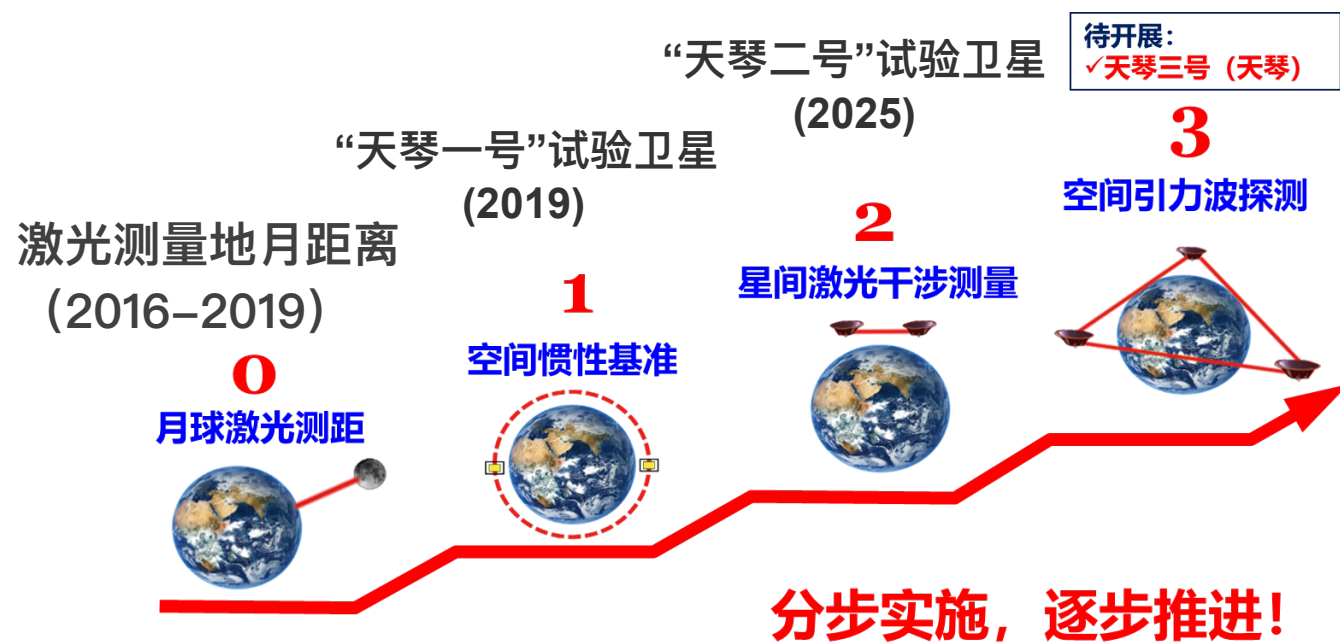 激光测量地月距离
（2016–2019）
0
月球激光测距
“天琴一号”试验卫星
(2019)
1
空间惯性基准
“天琴二号”试验卫星
(2025)
2
星间激光干涉测量
待开展：
✓天琴三号（天琴）
3
空间引力波探测
分步实施，逐步推进！